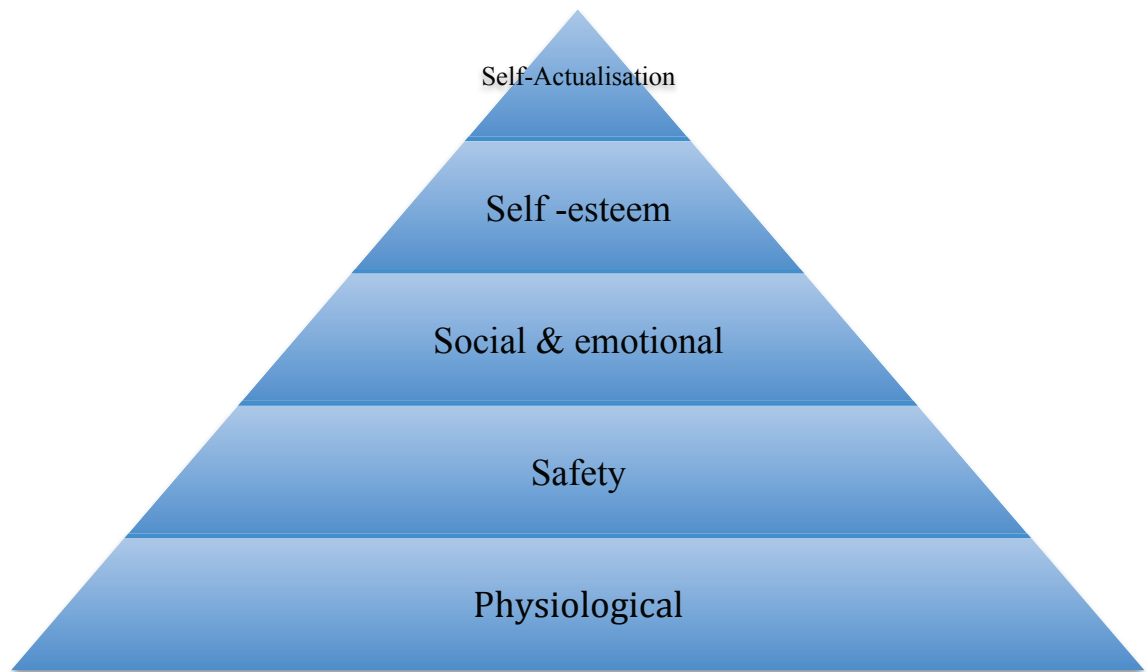 Self-Actualisation
Self -esteem
Social & emotional
Safety
Physiological